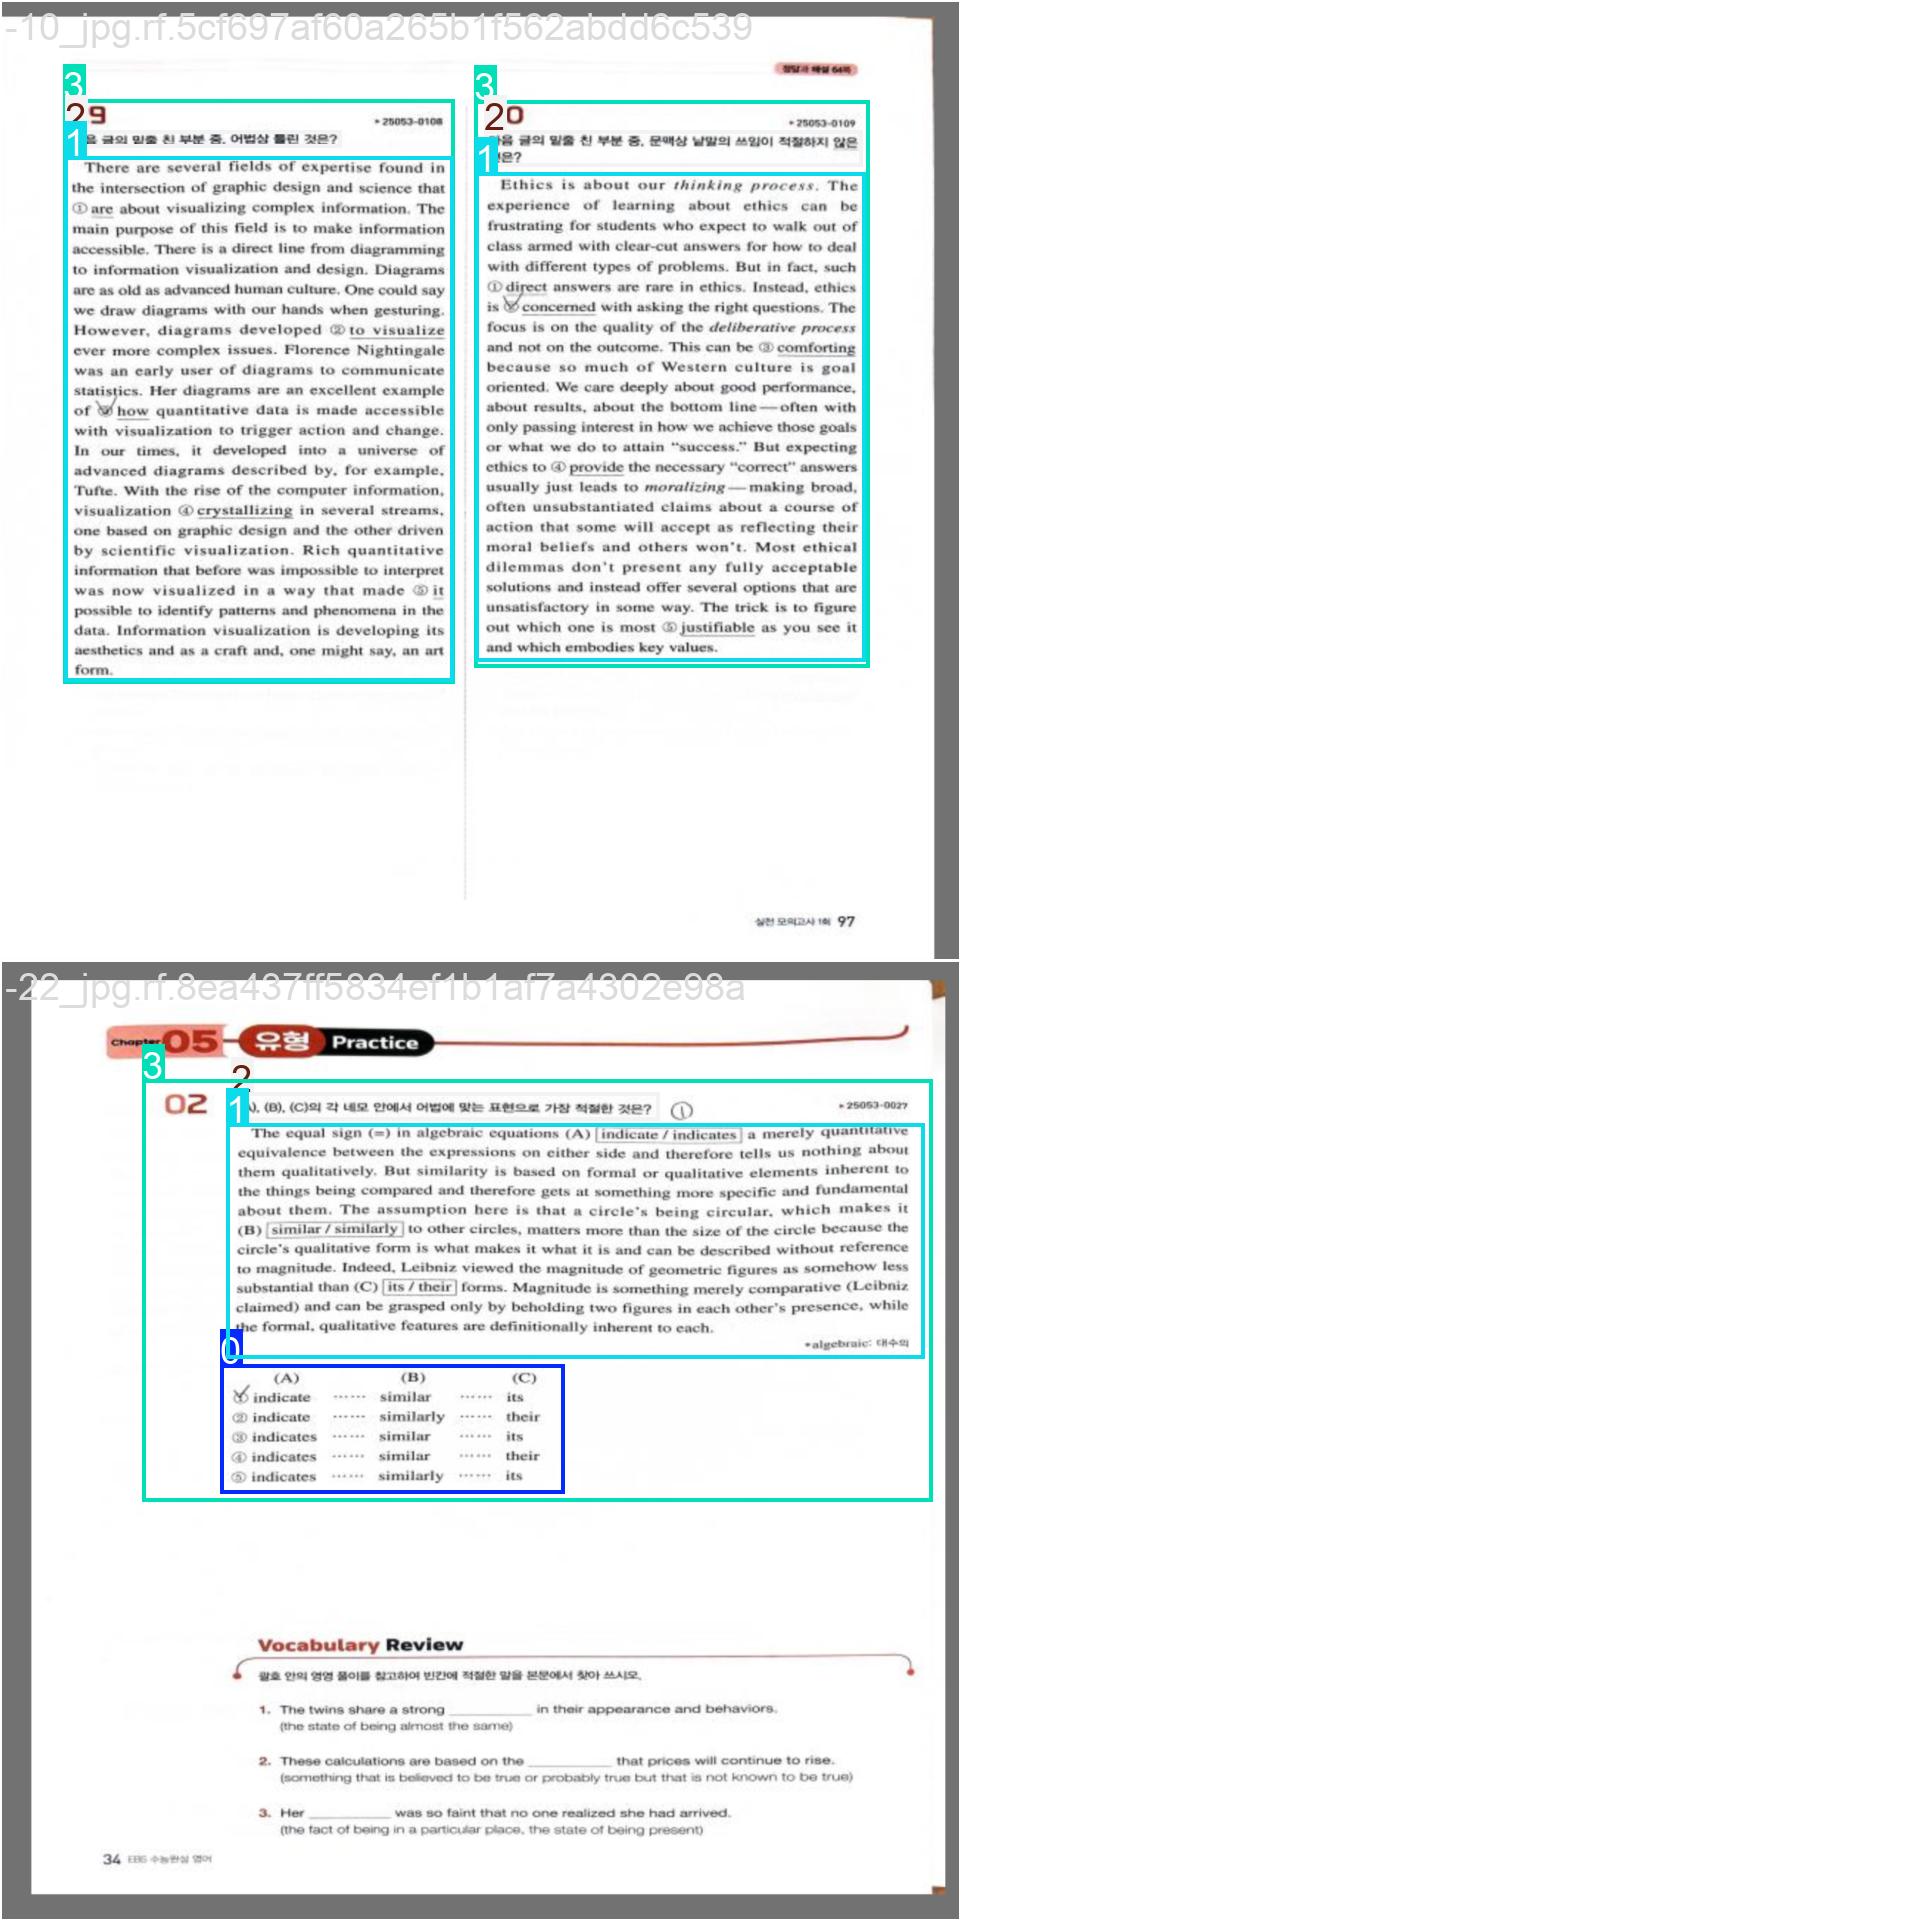 -10_jpg.rf.5cf697af60a265b1f562abdd6c539
정답과 해설 64쪽
3
29
25053-0108
1
음 글의 밑줄 친 부분 중, 어법상 틀린 것은?
There are several fields of expertise found in
the intersection of graphic design and science that
① are about visualizing complex information. The
main purpose of this field is to make information
accessible. There is a direct line from diagramming
to information visualization and design. Diagrams
are as old as advanced human culture. One could say
we draw diagrams with our hands when gesturing.
However, diagrams developed ② to visualize
ever more complex issues. Florence Nightingale
was an early user of diagrams to communicate
statistics. Her diagrams are an excellent example
of ③ how quantitative data is made accessible
with visualization to trigger action and change.
In our times, it developed into a universe of
advanced diagrams described by, for example,
Tufte. With the rise of the computer information,
visualization ④ crystallizing in several streams,
one based on graphic design and the other driven
by scientific visualization. Rich quantitative
information that before was impossible to interpret
was now visualized in a way that made ⑤ it
possible to identify patterns and phenomena in the
data. Information visualization is developing its
aesthetics and as a craft and, one might say, an art
form.
3
20
25053-0109
음 글의 밑줄 친 부분 중, 문맥상 낱말의 쓰임이 적절하지 않은
1 은?
Ethics is about our thinking process. The
experience of learning about ethics can be
frustrating for students who expect to walk out of
class armed with clear-cut answers for how to deal
with different types of problems. But in fact, such
① direct answers are rare in ethics. Instead, ethics
is ② concerned with asking the right questions. The
focus is on the quality of the deliberative process
and not on the outcome. This can be ③ comforting
because so much of Western culture is goal
oriented. We care deeply about good performance,
about results, about the bottom line—often with
only passing interest in how we achieve those goals
or what we do to attain “success.” But expecting
ethics to ④ provide the necessary “correct” answers
usually just leads to moralizing—making broad,
often unsubstantiated claims about a course of
action that some will accept as reflecting their
moral beliefs and others won’t. Most ethical
dilemmas don’t present any fully acceptable
solutions and instead offer several options that are
unsatisfactory in some way. The trick is to figure
out which one is most ⑤ justifiable as you see it
and which embodies key values.
실전 모의고사 1회 97
-22_jpg.rf.8ea437ff5834ef1b1af7a4302e98a
Chapter 05 유형 Practice
3
2
02
1 ), (B), (C)의 각 네모 안에서 어법에 맞는 표현으로 가장 적절한 것은? ①
25053-0027
The equal sign (=) in algebraic equations (A) indicate / indicates a merely quantitative
equivalence between the expressions on either side and therefore tells us nothing about
them qualitatively. But similarity is based on formal or qualitative elements inherent to
the things being compared and therefore gets at something more specific and fundamental
about them. The assumption here is that a circle’s being circular, which makes it
(B) similar / similarly to other circles, matters more than the size of the circle because the
circle’s qualitative form is what makes it what it is and can be described without reference
to magnitude. Indeed, Leibniz viewed the magnitude of geometric figures as somehow less
substantial than (C) its / their forms. Magnitude is something merely comparative (Leibniz
claimed) and can be grasped only by beholding two figures in each other’s presence, while
the formal, qualitative features are definitionally inherent to each.
*algebraic: 대수의
0
(A) (B) (C)
① indicate ······ similar ······ its
② indicate ······ similarly ······ their
③ indicates ······ similar ······ its
④ indicates ······ similar ······ their
⑤ indicates ······ similarly ······ its
Vocabulary Review
괄호 안의 영영 풀이를 참고하여 빈칸에 적절한 말을 본문에서 찾아 쓰시오.
1. The twins share a strong __________ in their appearance and behaviors.
(the state of being almost the same)
2. These calculations are based on the __________ that prices will continue to rise.
(something that is believed to be true or probably true but that is not known to be true)
3. Her __________ was so faint that no one realized she had arrived.
(the fact of being in a particular place, the state of being present)
34 EBS 수능완성 영어